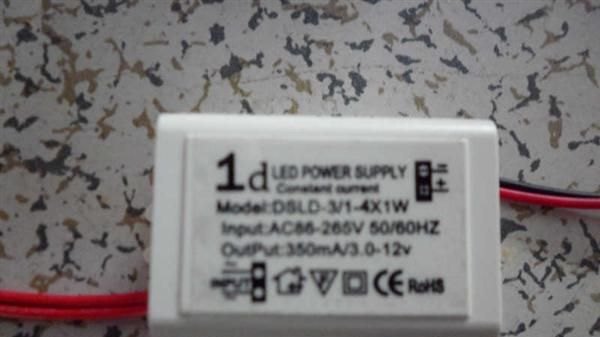 1d LED POWER SUPPLY
Constant current
Model:DSLD-3/1-4X1W
Input:AC86-265V 50/60HZ
OutPut:350mA/3.0-12v
INPUT CE RoHS